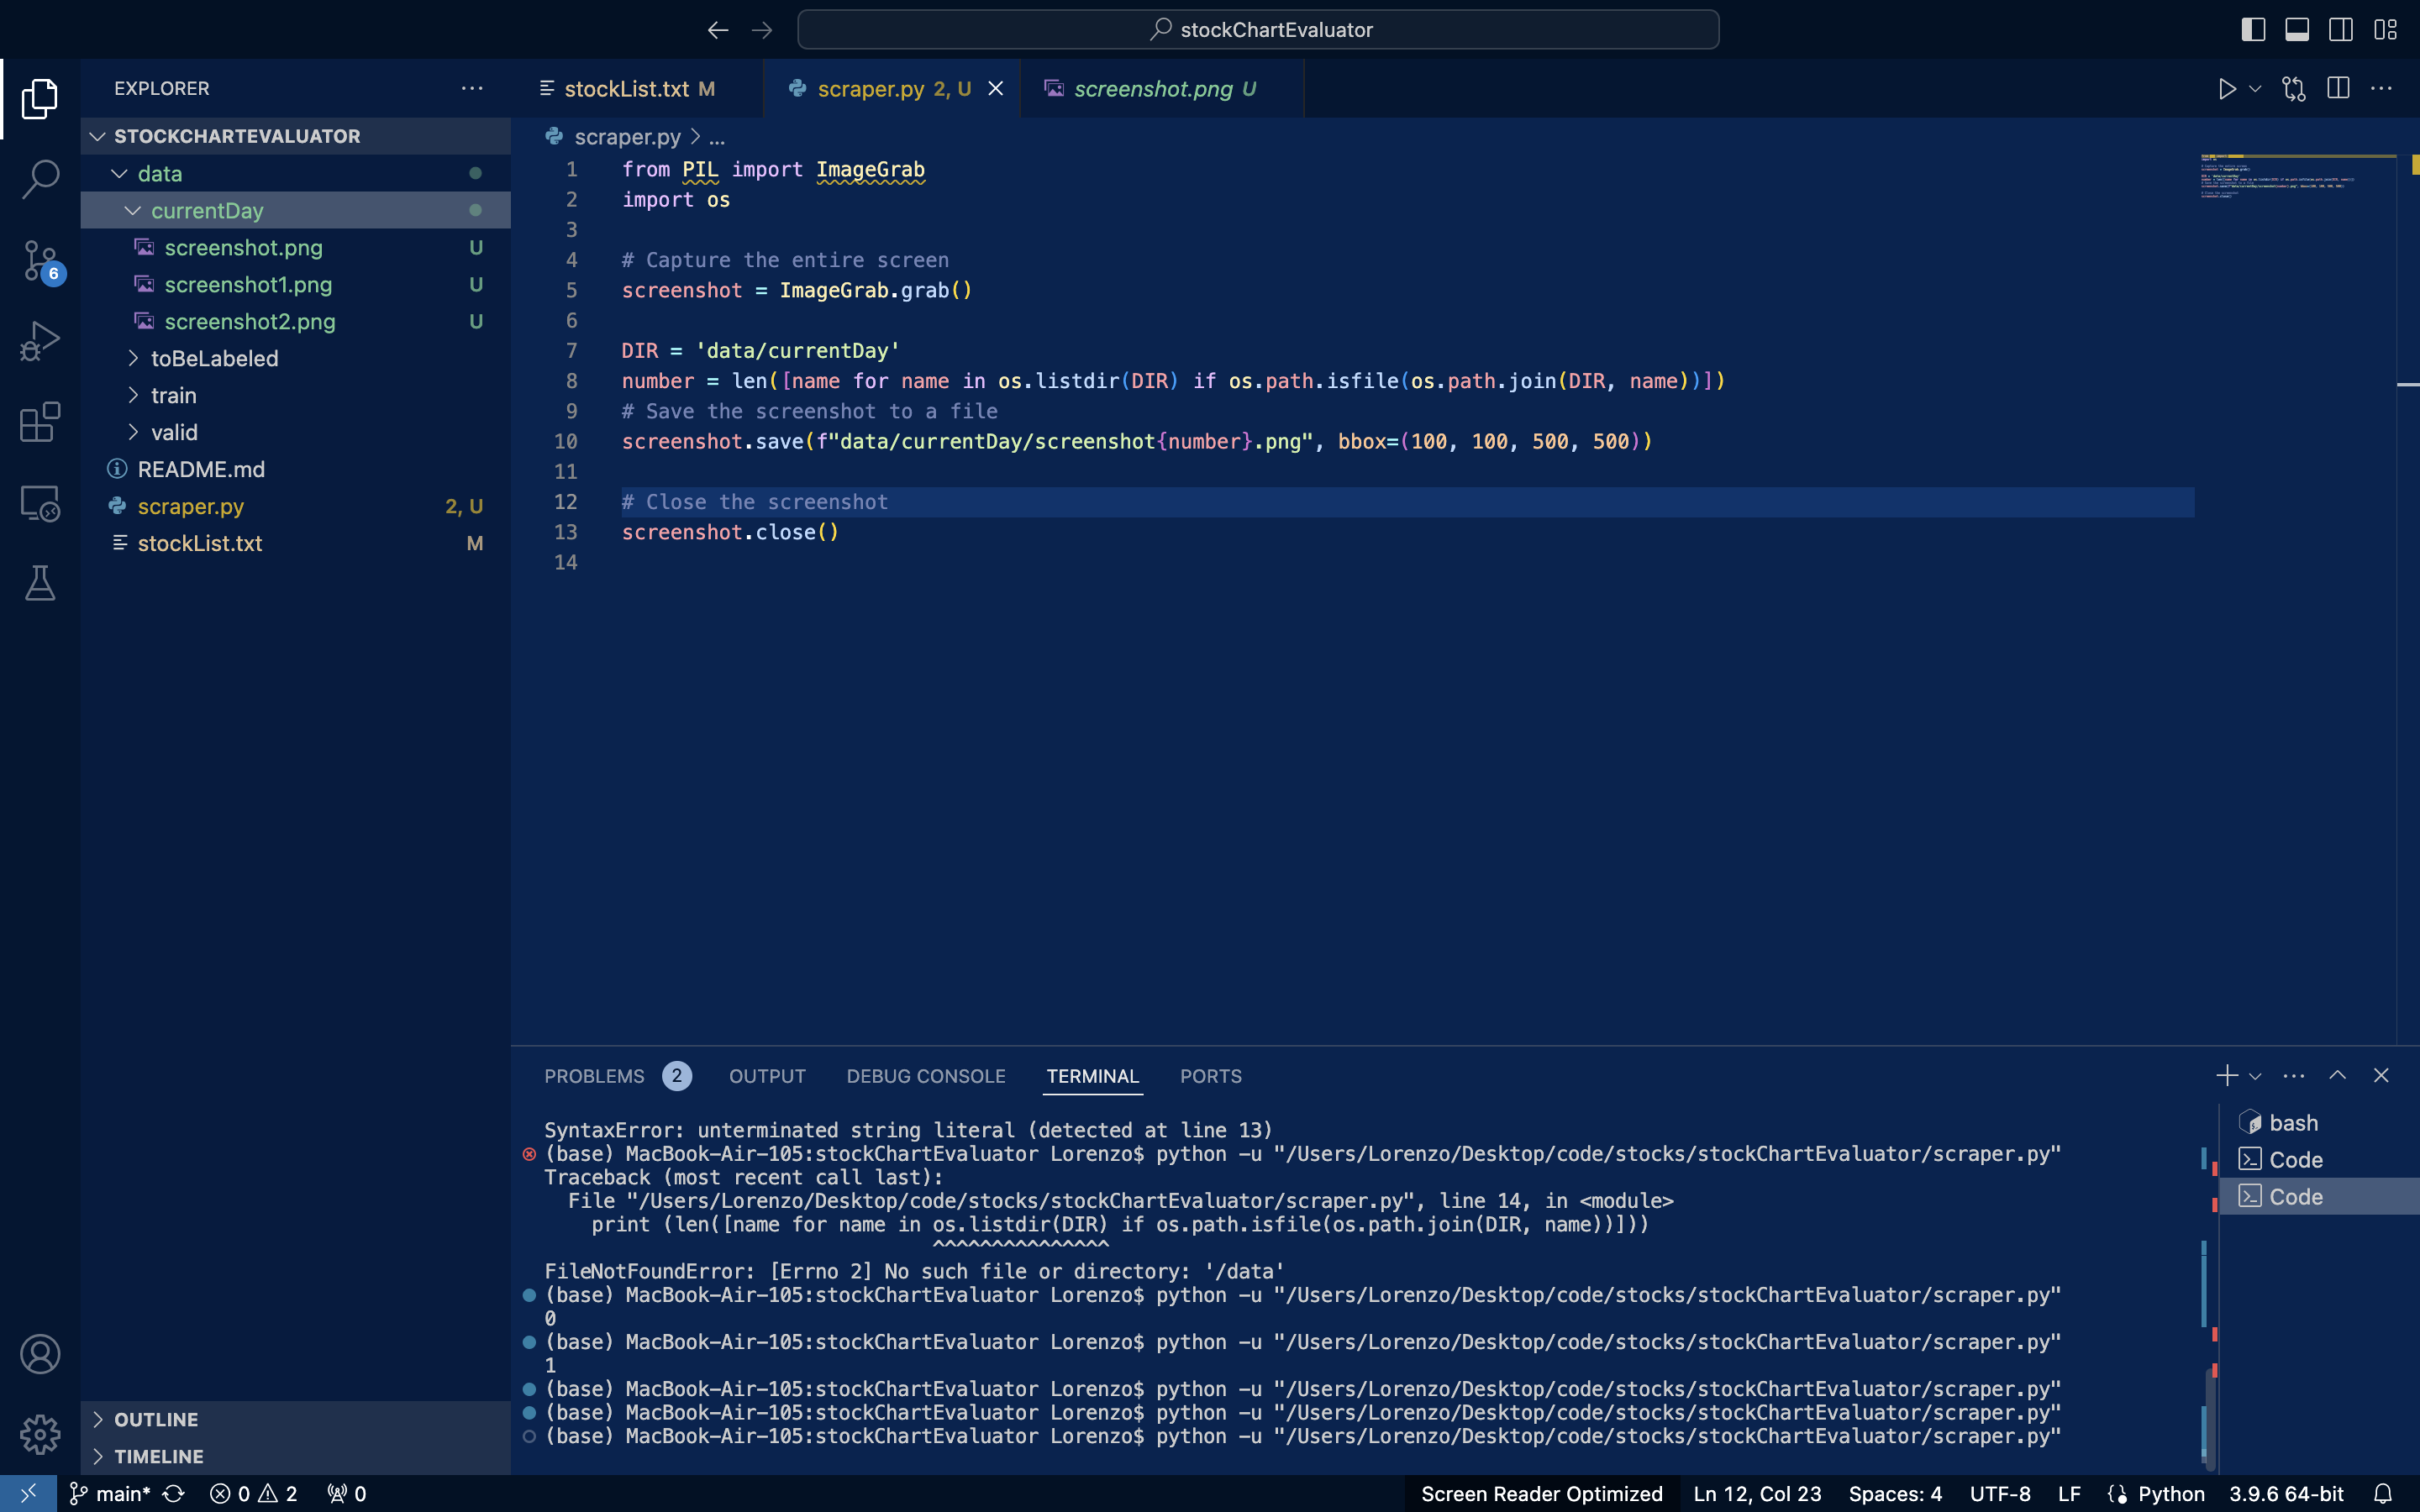 stockChartEvaluator
EXPLORER
STOCKCHARTEVALUATOR
data
currentDay
screenshot.png U
screenshot1.png U
screenshot2.png U
toBeLabeled
train
valid
README.md
scraper.py 2, U
stockList.txt M
6
OUTLINE
TIMELINE
stockList.txt M
scraper.py 2, U
screenshot.png U
scraper.py > ...
1 from PIL import ImageGrab
2 import os
3
4 # Capture the entire screen
5 screenshot = ImageGrab.grab()
6
7 DIR = 'data/currentDay'
8 number = len([name for name in os.listdir(DIR) if os.path.isfile(os.path.join(DIR, name))])
9 # Save the screenshot to a file
10 screenshot.save(f"data/currentDay/screenshot{number}.png", bbox=(100, 100, 500, 500))
11
12 # Close the screenshot
13 screenshot.close()
14
PROBLEMS 2 OUTPUT DEBUG CONSOLE TERMINAL PORTS
SyntaxError: unterminated string literal (detected at line 13)
(base) MacBook-Air-105:stockChartEvaluator Lorenzo$ python -u "/Users/Lorenzo/Desktop/code/stocks/stockChartEvaluator/scraper.py"
Traceback (most recent call last):
File "/Users/Lorenzo/Desktop/code/stocks/stockChartEvaluator/scraper.py", line 14, in <module>
print (len([name for name in os.listdir(DIR) if os.path.isfile(os.path.join(DIR, name))]))
^^^^^^^^^^^^^^^
FileNotFoundError: [Errno 2] No such file or directory: '/data'
(base) MacBook-Air-105:stockChartEvaluator Lorenzo$ python -u "/Users/Lorenzo/Desktop/code/stocks/stockChartEvaluator/scraper.py"
0
(base) MacBook-Air-105:stockChartEvaluator Lorenzo$ python -u "/Users/Lorenzo/Desktop/code/stocks/stockChartEvaluator/scraper.py"
1
(base) MacBook-Air-105:stockChartEvaluator Lorenzo$ python -u "/Users/Lorenzo/Desktop/code/stocks/stockChartEvaluator/scraper.py"
(base) MacBook-Air-105:stockChartEvaluator Lorenzo$ python -u "/Users/Lorenzo/Desktop/code/stocks/stockChartEvaluator/scraper.py"
(base) MacBook-Air-105:stockChartEvaluator Lorenzo$ python -u "/Users/Lorenzo/Desktop/code/stocks/stockChartEvaluator/scraper.py"
bash
Code
Code
main* 0 2 0 Screen Reader Optimized Ln 12, Col 23 Spaces: 4 UTF-8 LF Python 3.9.6 64-bit